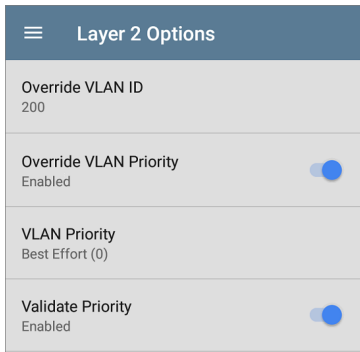 Layer 2 Options
Override VLAN ID
200
Override VLAN Priority
Enabled
VLAN Priority
Best Effort (0)
Validate Priority
Enabled